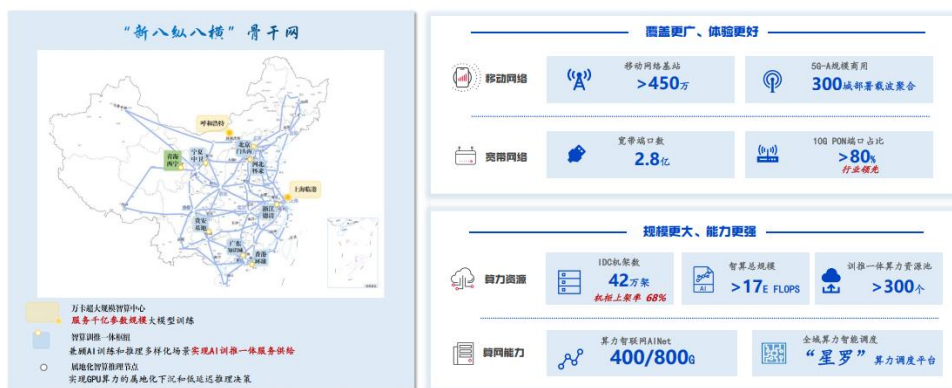 “新八纵八横”骨干网
呼和浩特
北京
门头沟
宁夏
中卫
青海
西宁
河北
怀来
上海临港
浙江
德清
贵安
基地
广东
香港
环球
万卡超大规模智算中心
服务千亿参数规模大模型训练
智算训推一体枢纽
兼顾AI训练和推理多样化场景实现AI训推一体服务供给
属地化智算推理节点
实现GPU算力的属地化下沉和低延迟推理决策
覆盖更广、体验更好
移动网络
移动网络基站
>450万
5G-A规模商用
300城部署载波聚合
宽带网络
宽带端口数
2.8亿
10G PON端口占比
>80%
行业领先
规模更大、能力更强
算力资源
IDC机架数
42万架
机柜上架率 68%
AI
智算总规模
>17E FLOPS
训推一体算力资源池
>300个
算网能力
算力智联网AINet
400/800G
全域算力智能调度
“星罗”算力调度平台